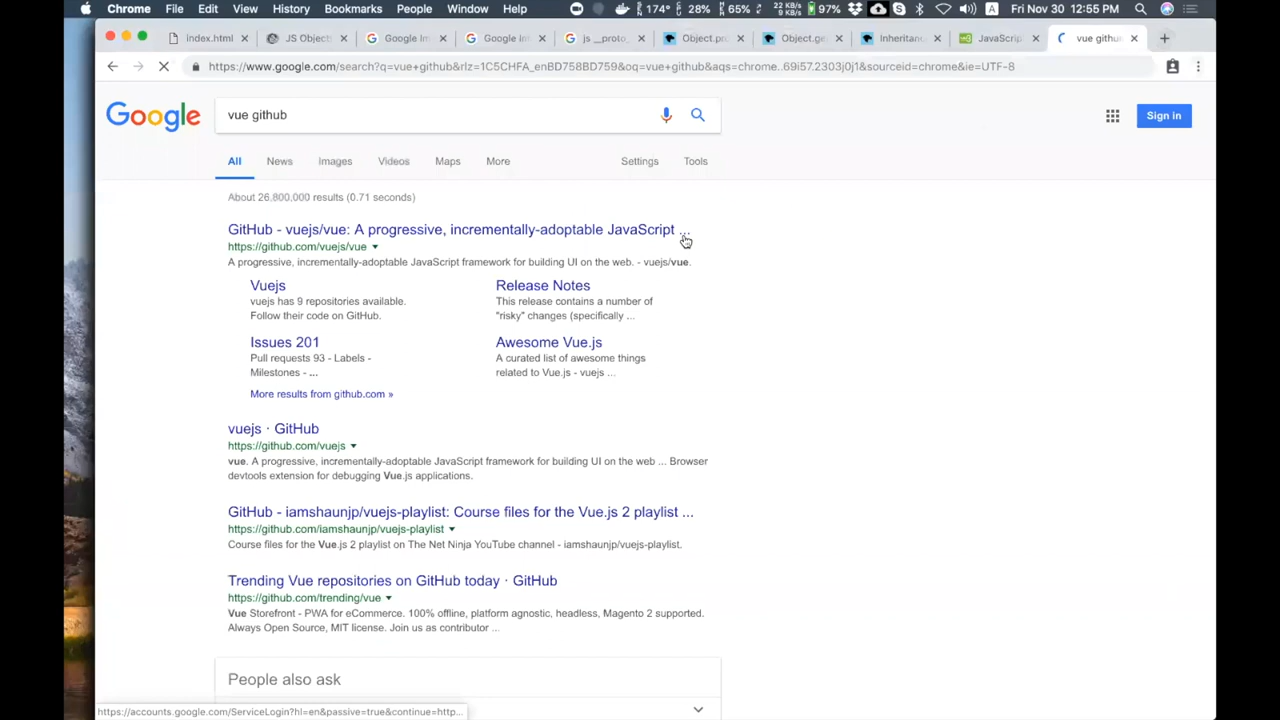 Chrome File Edit View History Bookmarks People Window Help 174° 28% 65% 22 KB/s 97% A Fri Nov 30 12:55 PM
Index.html JS Object Google Im Google Im js __proto_ Object.pro Object.ge Inheritanc JavaScrip vue githu
https://www.google.com/search?q=vue+github&rlz=1C5CHFA_enBD758BD759&oq=vue+github&aqs=chrome..69i57.2303j0j1&sourceid=chrome&ie=UTF-8
Google vue github Sign in
All News Images Videos Maps More Settings Tools
About 26,800,000 results (0.71 seconds)
GitHub - vuejs/vue: A progressive, incrementally-adoptable JavaScript ...
https://github.com/vuejs/vue
A progressive, incrementally-adoptable JavaScript framework for building UI on the web. - vuejs/vue.
Vuejs
vuejs has 9 repositories available.
Follow their code on GitHub.
Release Notes
This release contains a number of
"risky" changes (specifically ...
Issues 201
Pull requests 93 - Labels -
Milestones - ...
Awesome Vue.js
A curated list of awesome things
related to Vue.js - vuejs ...
More results from github.com »
vuejs · GitHub
https://github.com/vuejs
vue. A progressive, incrementally-adoptable JavaScript framework for building UI on the web ... Browser
devtools extension for debugging Vue.js applications.
GitHub - iamshaunjp/vuejs-playlist: Course files for the Vue.js 2 playlist ...
https://github.com/iamshaunjp/vuejs-playlist
Course files for the Vue.js 2 playlist on The Net Ninja YouTube channel - iamshaunjp/vuejs-playlist.
Trending Vue repositories on GitHub today · GitHub
https://github.com/trending/vue
Vue Storefront - PWA for eCommerce. 100% offline, platform agnostic, headless, Magento 2 supported.
Always Open Source, MIT license. Join us as contributor ...
People also ask
https://accounts.google.com/ServiceLogin?hl=en&passive=true&continue=http...